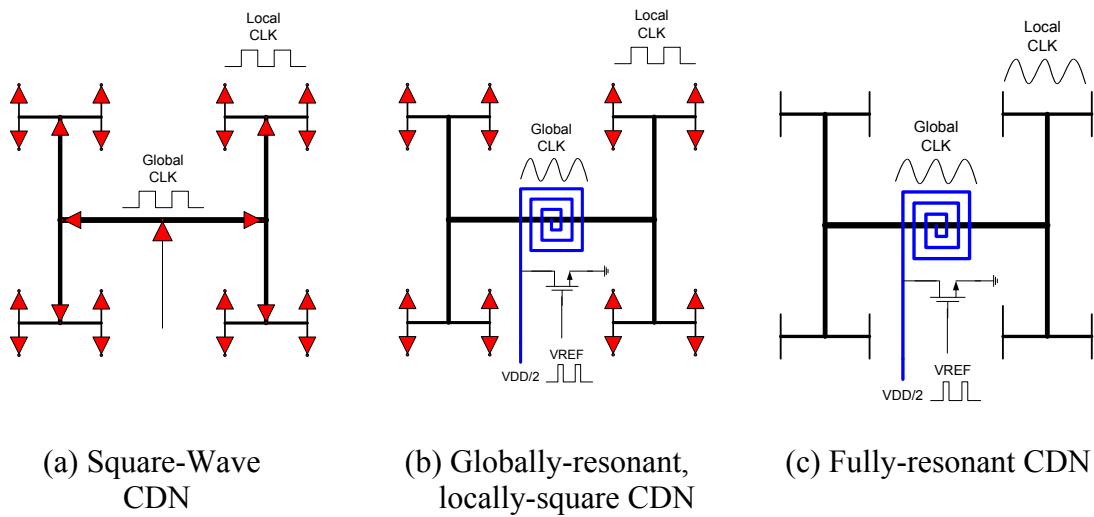 Local
CLK
Global
CLK
(a) Square-Wave
CDN
Local
CLK
Global
CLK
VREF
VDD/2
(b) Globally-resonant,
locally-square CDN
Local
CLK
Global
CLK
VREF
VDD/2
(c) Fully-resonant CDN